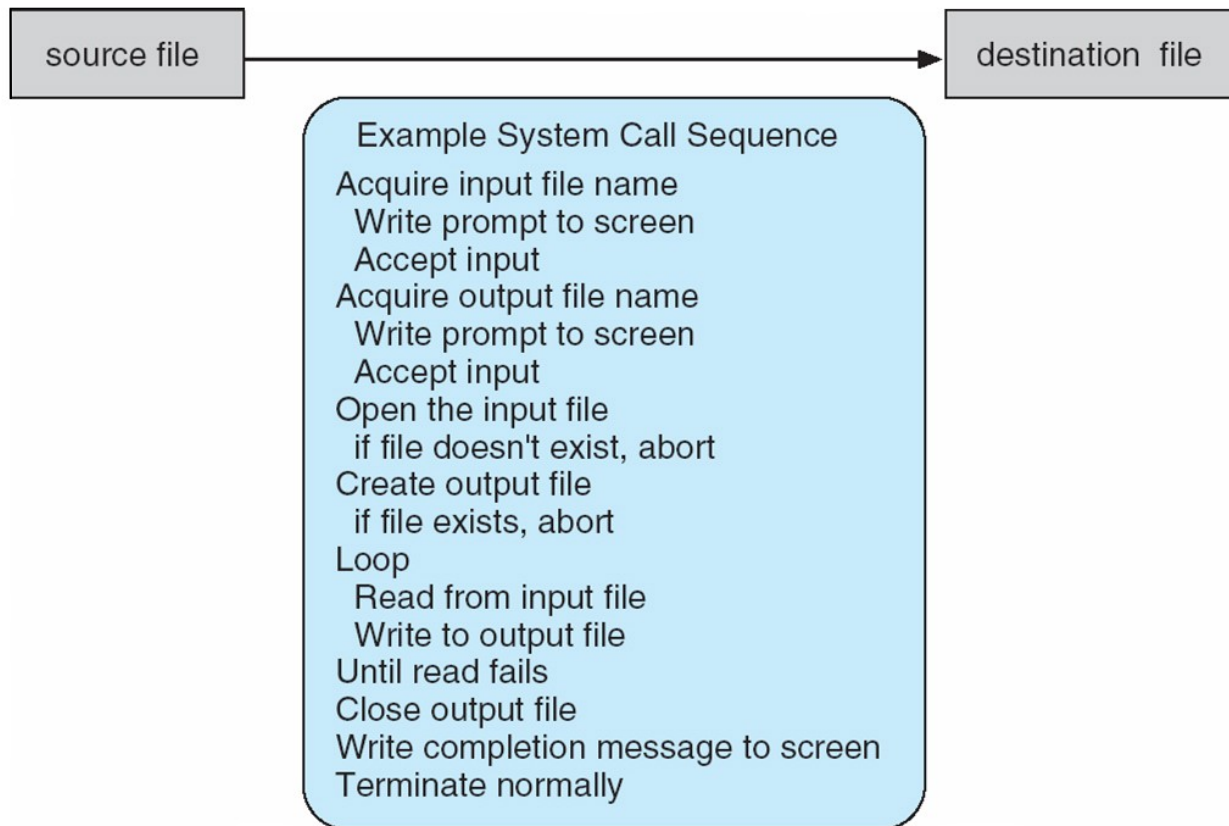 source file
destination file
Example System Call Sequence
Acquire input file name
Write prompt to screen
Accept input
Acquire output file name
Write prompt to screen
Accept input
Open the input file
if file doesn't exist, abort
Create output file
if file exists, abort
Loop
Read from input file
Write to output file
Until read fails
Close output file
Write completion message to screen
Terminate normally